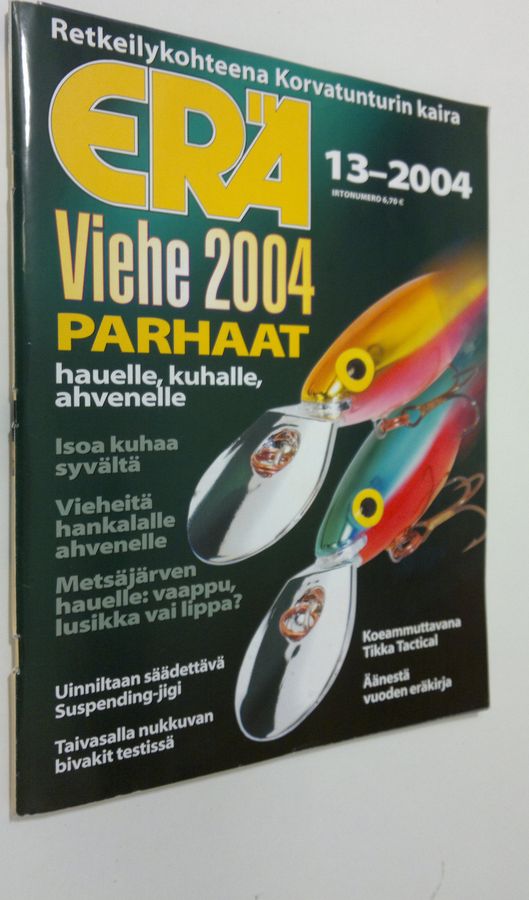 Retkeilykohteena Korvatunturin kaira
ERÄ
13–2004
IRTONUMERO 6,70 €
Viehe 2004
PARHAAT
hauelle, kuhalle,
ahvenelle
Isoa kuhaa
syvältä
Vieheitä
hankalalle
ahvenelle
Metsäjärven
hauelle: vaappu,
lusikka vai lippa?
Uinniltaan säädettävä
Suspending-jigi
Taivasalla nukkuvan
bivakit testissä
Koeammuttavana
Tikka Tactical
Äänestä
vuoden eräkirja